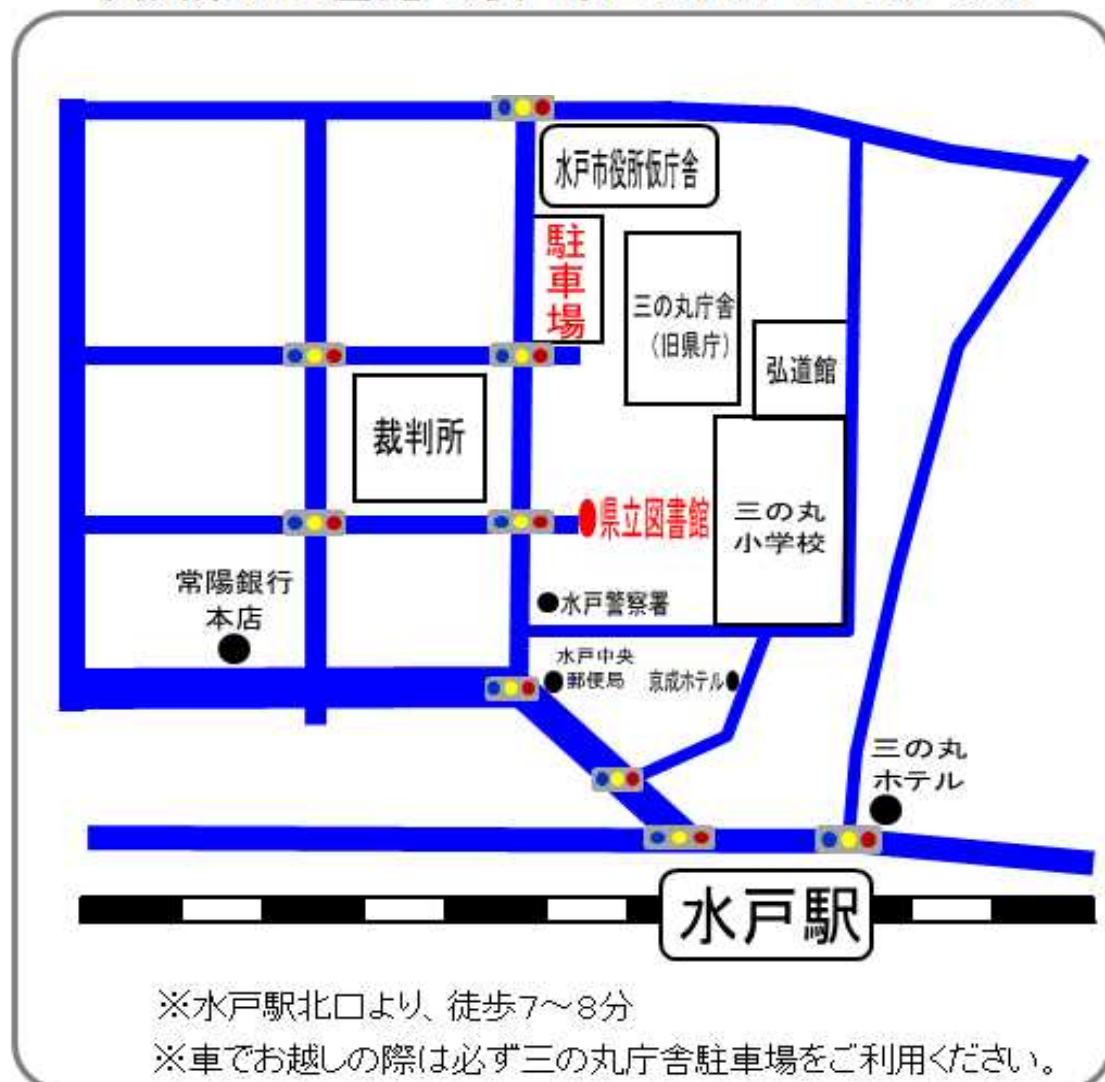 水戸市役所仮庁舎
駐車場
三の丸庁舎
（旧県庁）
弘道館
裁判所
県立図書館
三の丸
小学校
常陽銀行
本店
水戸警察署
水戸中央
郵便局
京成ホテル
三の丸
ホテル
水戸駅
※水戸駅北口より、徒歩7～8分
※車でお越しの際は必ず三の丸庁舎駐車場をご利用ください。